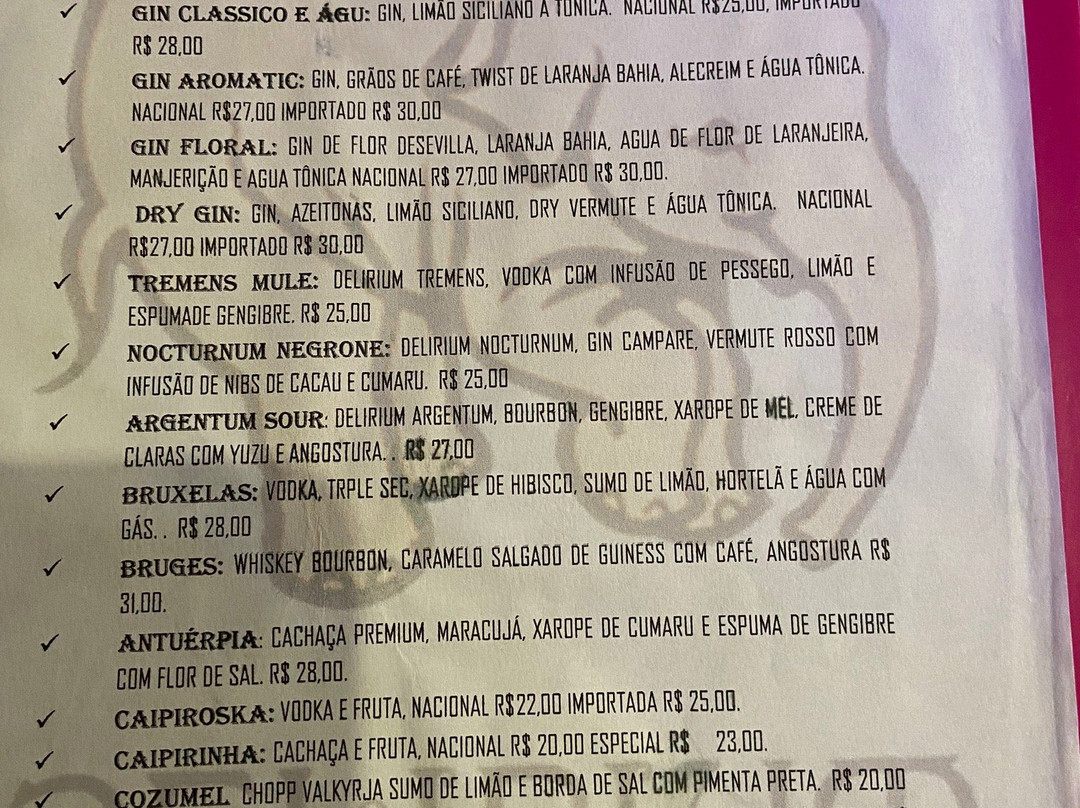 ✓ GIN CLASSICO E ÁGU: GIN, LIMÃO SICILIANO A TONICA. NACIONAL R$25,00, IMPORTADO
R$ 28,00
✓ GIN AROMATIC: GIN, GRÃOS DE CAFÉ, TWIST DE LARANJA BAHIA, ALECREIM E ÁGUA TÔNICA.
NACIONAL R$27,00 IMPORTADO R$ 30,00
✓ GIN FLORAL: GIN DE FLOR DESEVILLA, LARANJA BAHIA, AGUA DE FLOR DE LARANJEIRA,
MANJERIÇÃO E AGUA TÔNICA NACIONAL R$ 27,00 IMPORTADO R$ 30,00.
✓ DRY GIN: GIN, AZEITONAS, LIMÃO SICILIANO, DRY VERMUTE E ÁGUA TÔNICA. NACIONAL
R$27,00 IMPORTADO R$ 30,00
✓ TREMENS MULE: DELIRIUM TREMENS, VODKA COM INFUSÃO DE PESSEGO, LIMÃO E
ESPUMADE GENGIBRE. R$ 25,00
✓ NOCTURNUM NEGRONE: DELIRIUM NOCTURNUM, GIN CAMPARE, VERMUTE ROSSO COM
INFUSÃO DE NIBS DE CACAU E CUMARU. R$ 25,00
✓ ARGENTUM SOUR: DELIRIUM ARGENTUM, BOURBON, GENGIBRE, XAROPE DE MEL, CREME DE
CLARAS COM YUZU E ANGOSTURA. . R$ 27,00
✓ BRUXELAS: VODKA, TRPLE SEC, XAROPE DE HIBISCO, SUMO DE LIMÃO, HORTELÃ E ÁGUA COM
GÁS. . R$ 28,00
✓ BRUGES: WHISKEY BOURBON, CARAMELO SALGADO DE GUINESS COM CAFÉ, ANGOSTURA R$
31,00.
✓ ANTUÉRPIA: CACHAÇA PREMIUM, MARACUJÁ, XAROPE DE CUMARU E ESPUMA DE GENGIBRE
COM FLOR DE SAL. R$ 28,00.
✓ CAIPIROSKA: VODKA E FRUTA, NACIONAL R$22,00 IMPORTADA R$ 25,00.
✓ CAIPIRINHA: CACHAÇA E FRUTA, NACIONAL R$ 20,00 ESPECIAL R$ 23,00.
✓ COZUMEL CHOPP VALKYRJA SUMO DE LIMÃO E BORDA DE SAL COM PIMENTA PRETA. R$ 20,00